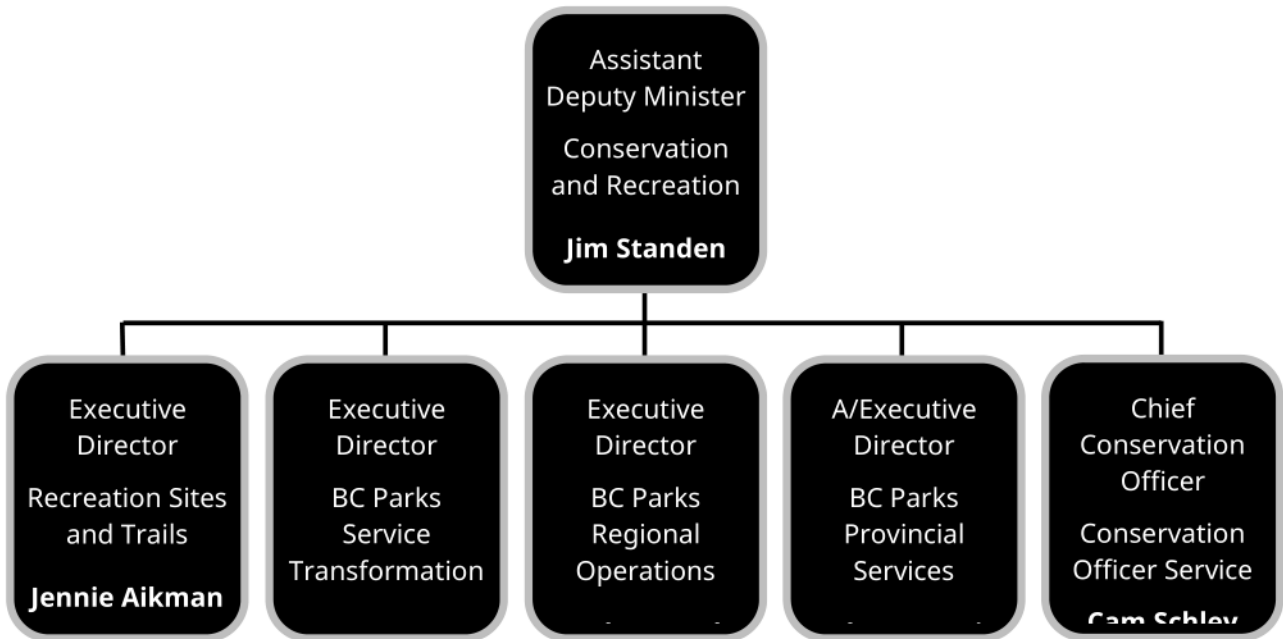 Assistant
Deputy Minister
Conservation
and Recreation
Jim Standen
Executive
Director
Recreation Sites
and Trails
Jennie Aikman
Executive
Director
BC Parks
Service
Transformation
Executive
Director
BC Parks
Regional
Operations
A/Executive
Director
BC Parks
Provincial
Services
Chief
Conservation
Officer
Conservation
Officer Service
Cam Schley